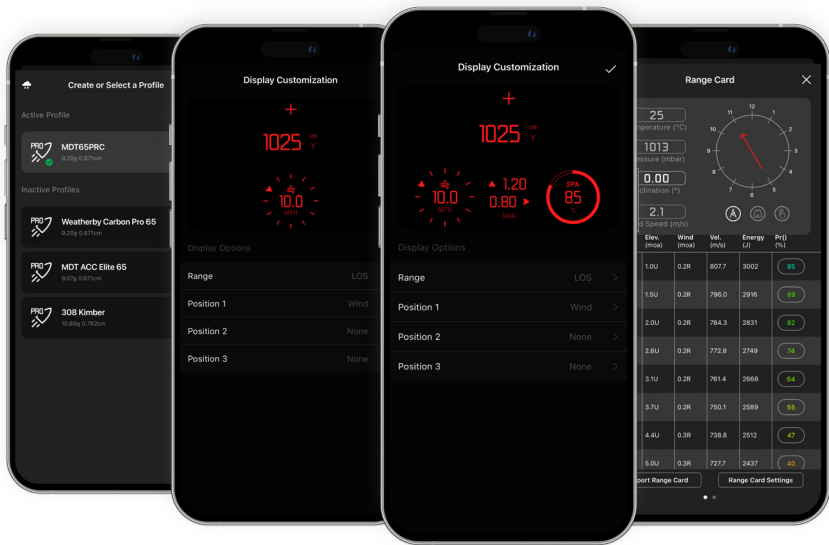 Create or Select a Profile
Active Profile
PRO
MDT65PRC
9.20g 0.671cm
Inactive Profiles
PRO
Weatherby Carbon Pro 65
9.20g 0.671cm
PRO
MDT ACC Elite 65
9.07g 0.671cm
PRO
308 Kimber
10.89g 0.782cm
Display Customization
1025 LOS
Y
10.0
MPH
Display Options
Range LOS
Position 1 Wind
Position 2 None
Position 3 None
Display Customization
1025 LOS
Y
10.0
MPH
1.20
0.80
MOA
SPA
85
%
Display Options
Range LOS
Position 1 Wind
Position 2 None
Position 3 None
Range Card
25
mperature (°C)
1013
essure (mbar)
0.00
clination (°)
2.1
d Speed (m/s)
12
1
2
3
4
5
6
7
8
9
10
11
Elev. Wind Vel. Energy Pr()
(moa) (moa) (m/s) (J) (%)
1.0U 0.2R 807.7 3002 95
1.5U 0.2R 796.0 2916 89
2.0U 0.2R 784.3 2831 82
2.6U 0.2R 772.8 2749 74
3.1U 0.2R 761.4 2668 64
3.7U 0.2R 750.1 2589 55
4.4U 0.3R 738.8 2512 47
5.0U 0.3R 727.7 2437 40
port Range Card
Range Card Settings